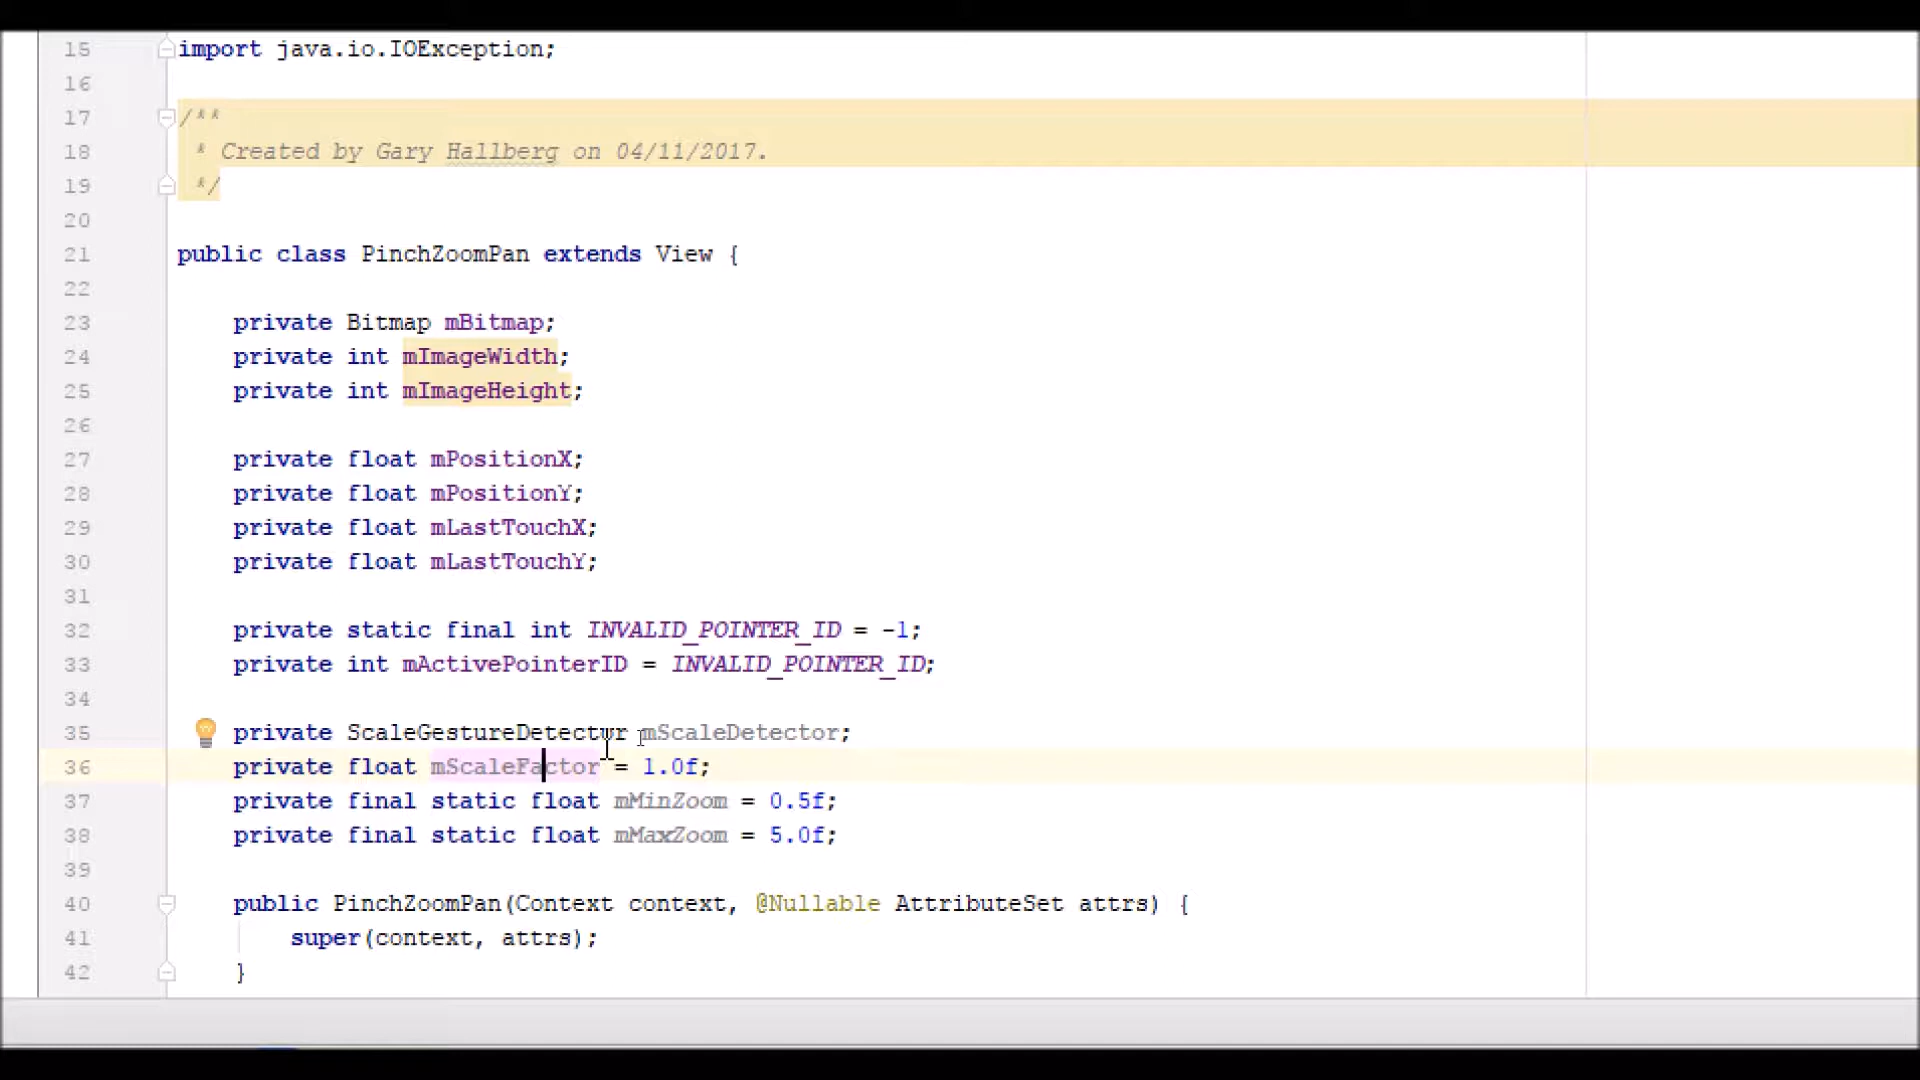 15 import java.io.IOException;
16
17 /**
18 * Created by Gary Hallberg on 04/11/2017.
19 */
20
21 public class PinchZoomPan extends View {
22
23 private Bitmap mBitmap;
24 private int mImageWidth;
25 private int mImageHeight;
26
27 private float mPositionX;
28 private float mPositionY;
29 private float mLastTouchX;
30 private float mLastTouchY;
31
32 private static final int INVALID_POINTER_ID = -1;
33 private int mActivePointerID = INVALID_POINTER_ID;
34
35 private ScaleGestureDetector mScaleDetector;
36 private float mScaleFactor = 1.0f;
37 private final static float mMinZoom = 0.5f;
38 private final static float mMaxZoom = 5.0f;
39
40 public PinchZoomPan(Context context, @Nullable AttributeSet attrs) {
41 super(context, attrs);
42 }